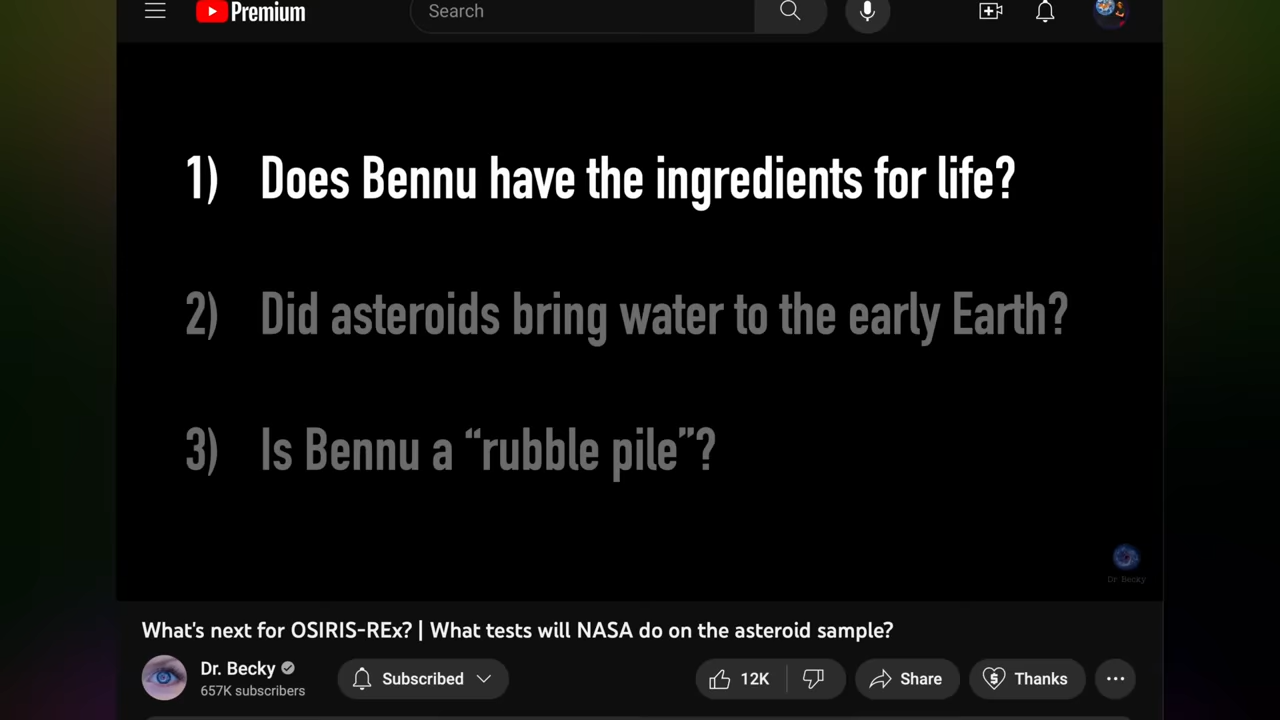 Premium
Search
1) Does Bennu have the ingredients for life?
2) Did asteroids bring water to the early Earth?
3) Is Bennu a “rubble pile”?
Dr Becky
What's next for OSIRIS-REx? | What tests will NASA do on the asteroid sample?
Dr. Becky
657K subscribers
Subscribed
12K
Share
Thanks